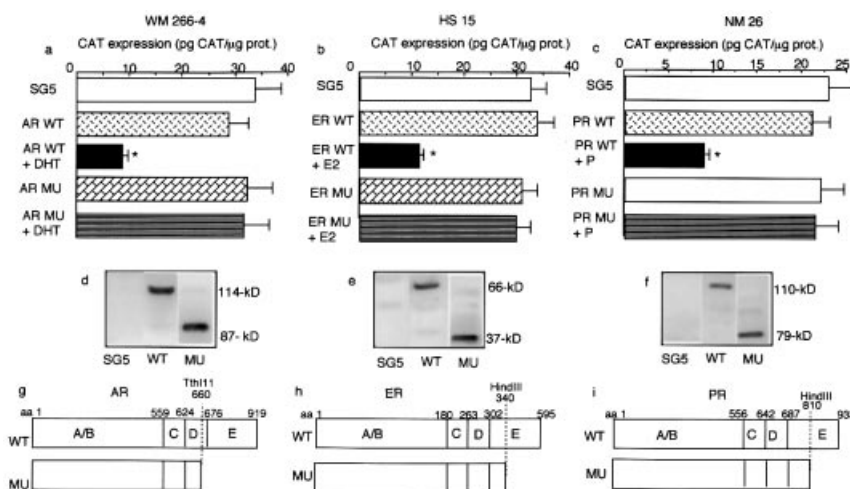 WM 266-4
HS 15
NM 26
a
CAT expression (pg CAT/µg prot.)
0 10 20 30 40
SG5
AR WT
AR WT
+ DHT
*
AR MU
AR MU
+ DHT
b
CAT expression (pg CAT/µg prot.)
0 10 20 30 40
SG5
ER WT
ER WT
+ E2
*
ER MU
ER MU
+ E2
c
CAT expression (pg CAT/µg prot.)
0 5 10 15 20 25
SG5
PR WT
PR WT
+ P
*
PR MU
PR MU
+ P
d
114-kD
87- kD
SG5 WT MU
e
66-kD
37-kD
SG5 WT MU
f
110-kD
79-kD
SG5 WT MU
g
AR
TthI11
660
aa 1 559 624 676 919
WT A/B C D E
MU
h
ER
HindIII
340
aa 1 180 263 302 595
WT A/B C D E
MU
i
PR
HindIII
810
aa 1 556 642 687
WT A/B C D E
MU